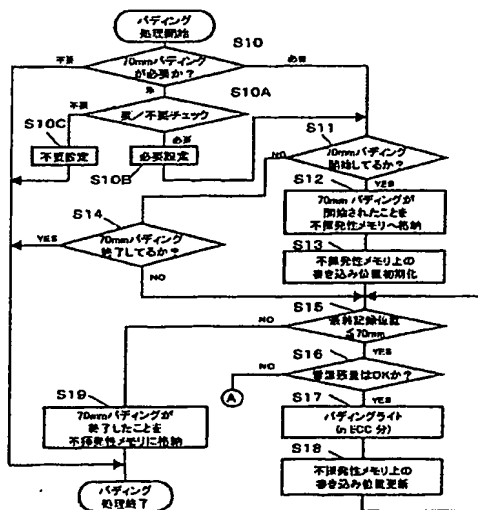 パディング
処理開始
S10
70mmパディング
が必要か?
不要
必要
未
S10A
要/不要チェック
不要
必要
S10C
不要設定
S10B
必要設定
S11
70mmパディング
開始してるか?
NO
YES
S12
70mmパディングが
開始されたことを
不揮発性メモリへ格納
S13
不揮発性メモリ上の
書き込み位置初期化
S14
70mmパディング
終了してるか?
YES
NO
S15
最終記録位置
≦70mm
NO
YES
S16
電源残量はOKか?
NO
YES
A
S17
パディングライト
(n ECC 分)
S18
不揮発性メモリ上の
書き込み位置更新
S19
70mmパディングが
終了したことを
不揮発性メモリに格納
パディング
処理終了